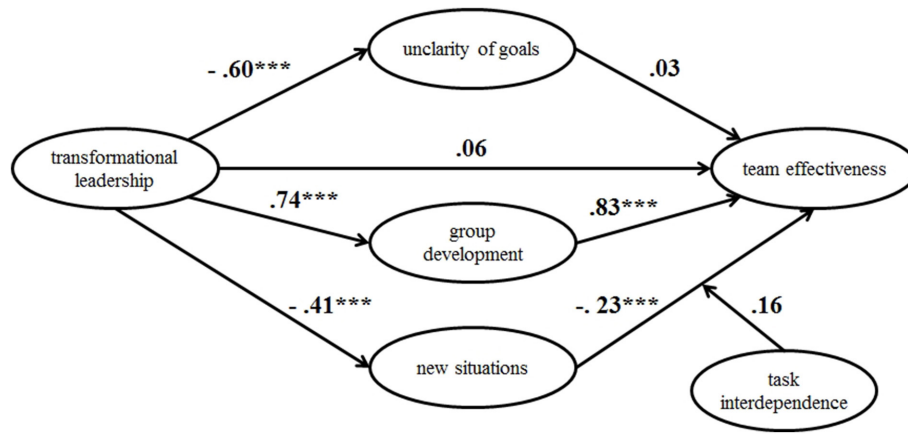 unclarity of goals
- .60***
.03
transformational
leadership
.06
team effectiveness
.74***
.83***
group
development
- .41***
-. 23***
.16
new situations
task
interdependence